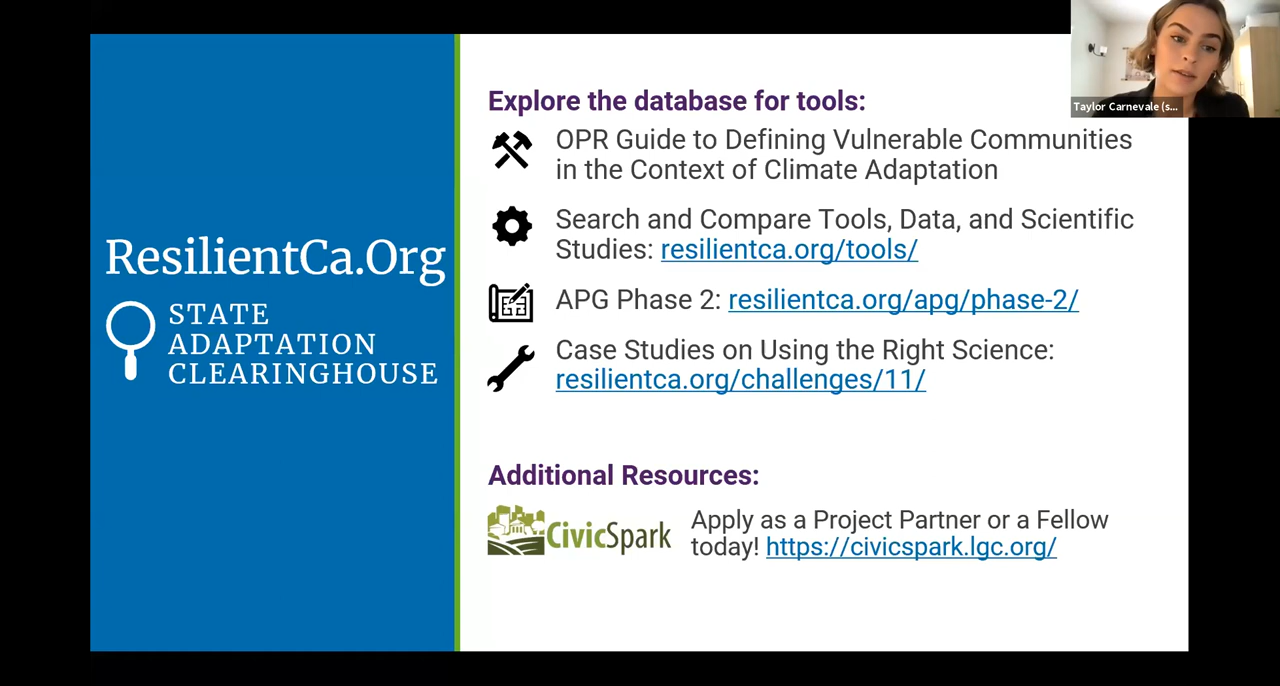 Explore the database for tools:
Taylor Carnevale (s...
OPR Guide to Defining Vulnerable Communities
in the Context of Climate Adaptation
Search and Compare Tools, Data, and Scientific
Studies: resilientca.org/tools/
ResilientCa.Org
STATE
ADAPTATION
CLEARINGHOUSE
APG Phase 2: resilientca.org/apg/phase-2/
Case Studies on Using the Right Science:
resilientca.org/challenges/11/
Additional Resources:
CivicSpark
Apply as a Project Partner or a Fellow
today! https://civicspark.lgc.org/